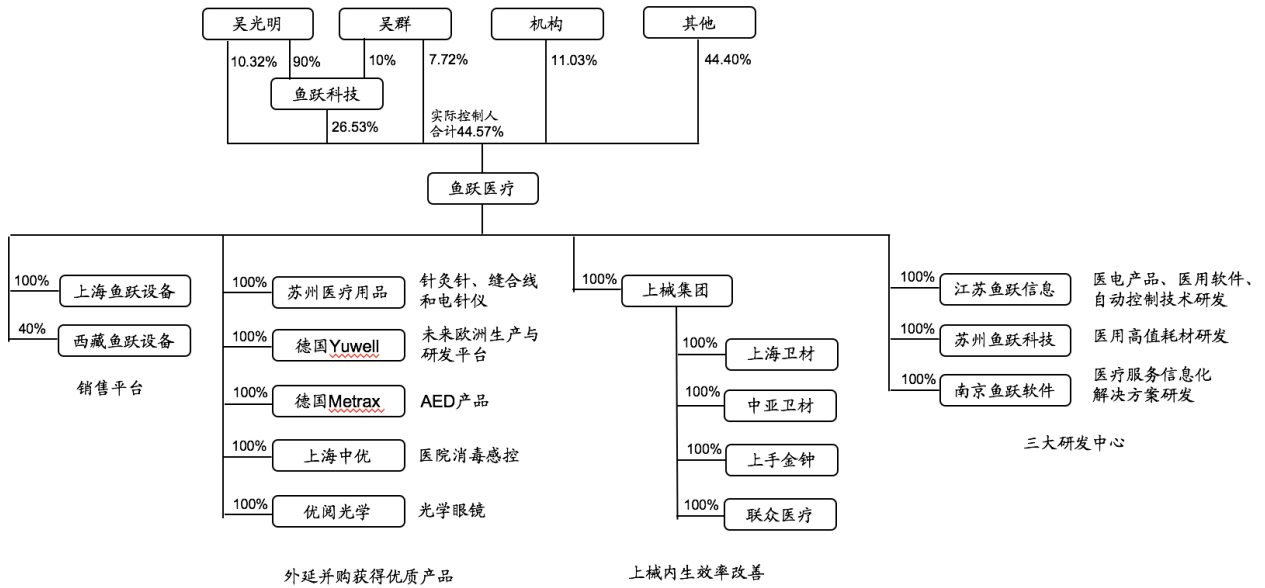 吴光明
吴群
机构
其他
10.32%
90%
10%
7.72%
11.03%
44.40%
鱼跃科技
26.53%
实际控制人
合计44.57%
鱼跃医疗
100%
上海鱼跃设备
40%
西藏鱼跃设备
销售平台
100%
苏州医疗用品
针灸针、缝合线
和电针仪
100%
德国Yuwell
未来欧洲生产与
研发平台
100%
德国Metrax
AED产品
100%
上海中优
医院消毒感控
100%
优阅光学
光学眼镜
外延并购获得优质产品
100%
上械集团
100%
上海卫材
100%
中亚卫材
100%
上手金钟
100%
联众医疗
上械内生效率改善
100%
江苏鱼跃信息
医电产品、医用软件、
自动控制技术研发
100%
苏州鱼跃科技
医用高值耗材研发
100%
南京鱼跃软件
医疗服务信息化
解决方案研发
三大研发中心